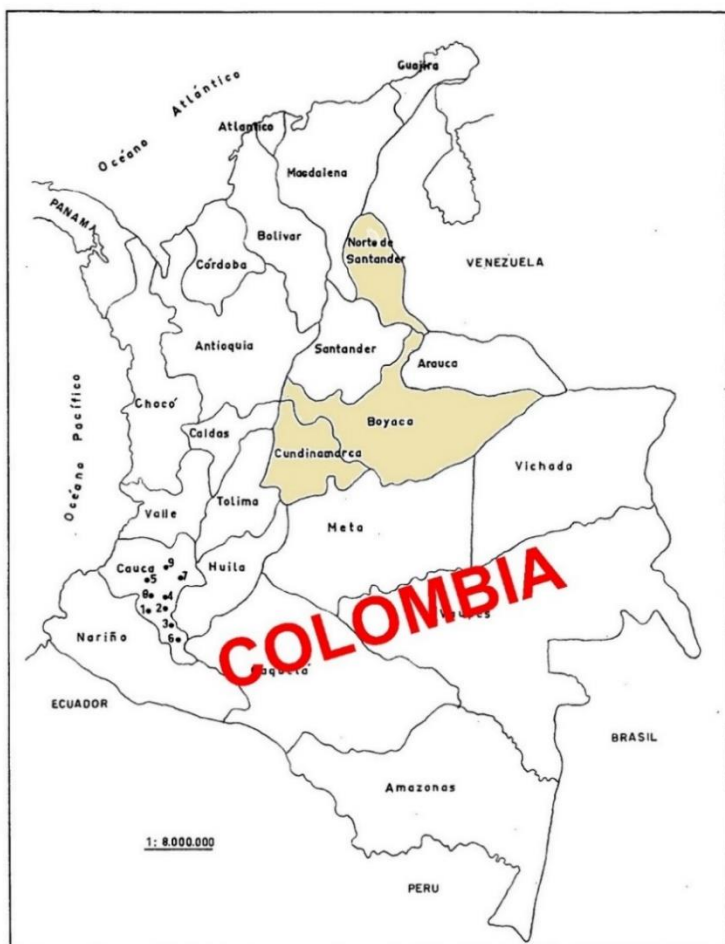 Guajira
Océano Atlántico
Atlantico
Magdalena
PANAMA
Bolívar
Norte de
Santander
Córdoba
VENEZUELA
Antioquia
Santander
Arauca
Océano Pacífico
Chocó
Boyaca
Caldas
Cundinamarca
Vichada
Tolima
Valle
Meta
Cauca
Huila
9
5
7
8
4
1
2
3
6
Nariño
COLOMBIA
ECUADOR
BRASIL
Amazonas
1: 8.000.000
PERU